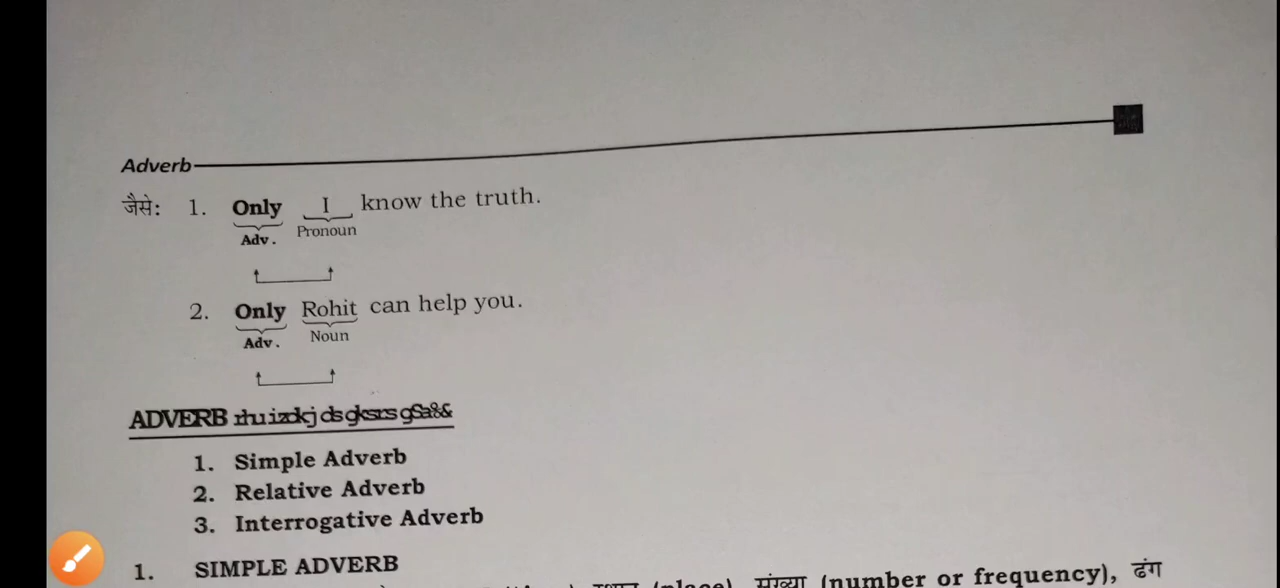 Adverb
जैसे: 1. Only I know the truth.
Adv. Pronoun
2. Only Rohit can help you.
Adv. Noun
ADVERB rhu izdkj ds gksrs gSa%&
1. Simple Adverb
2. Relative Adverb
3. Interrogative Adverb
1. SIMPLE ADVERB
(place), संख्या (number or frequency), ढंग